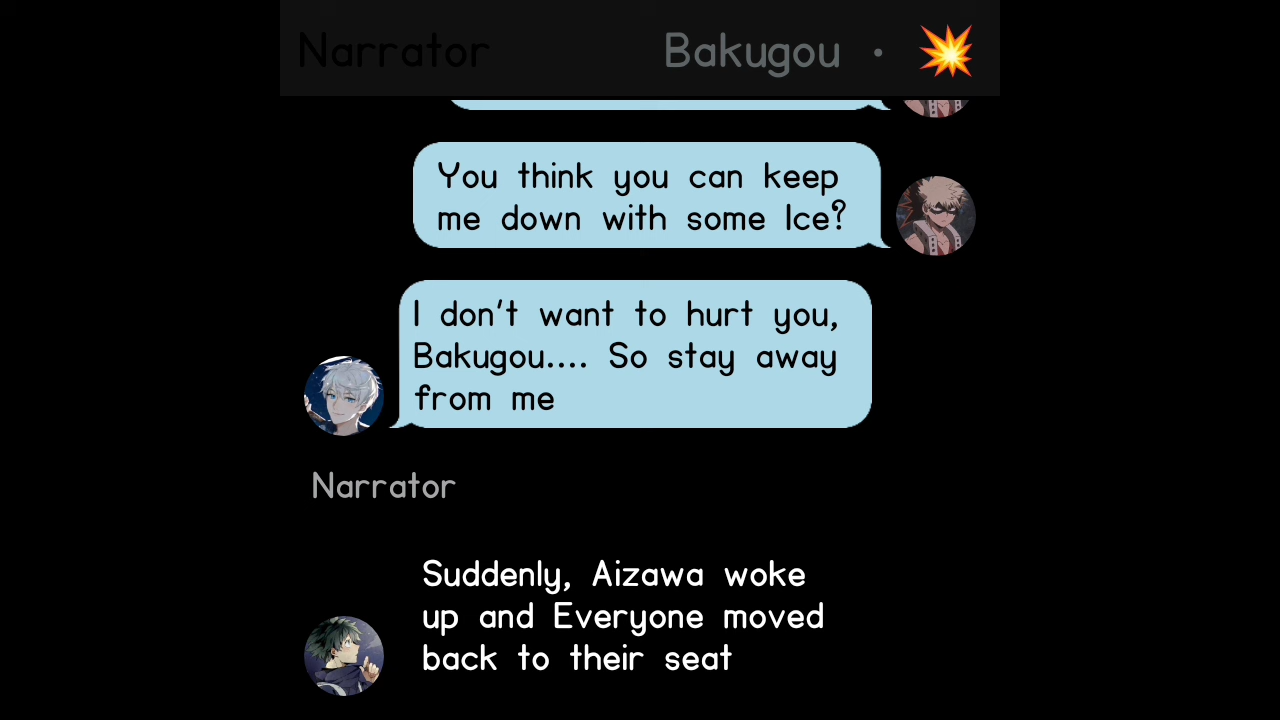 Narrator
Bakugou • 💥
You think you can keep
me down with some Ice?
I don't want to hurt you,
Bakugou.... So stay away
from me
Narrator
Suddenly, Aizawa woke
up and Everyone moved
back to their seat